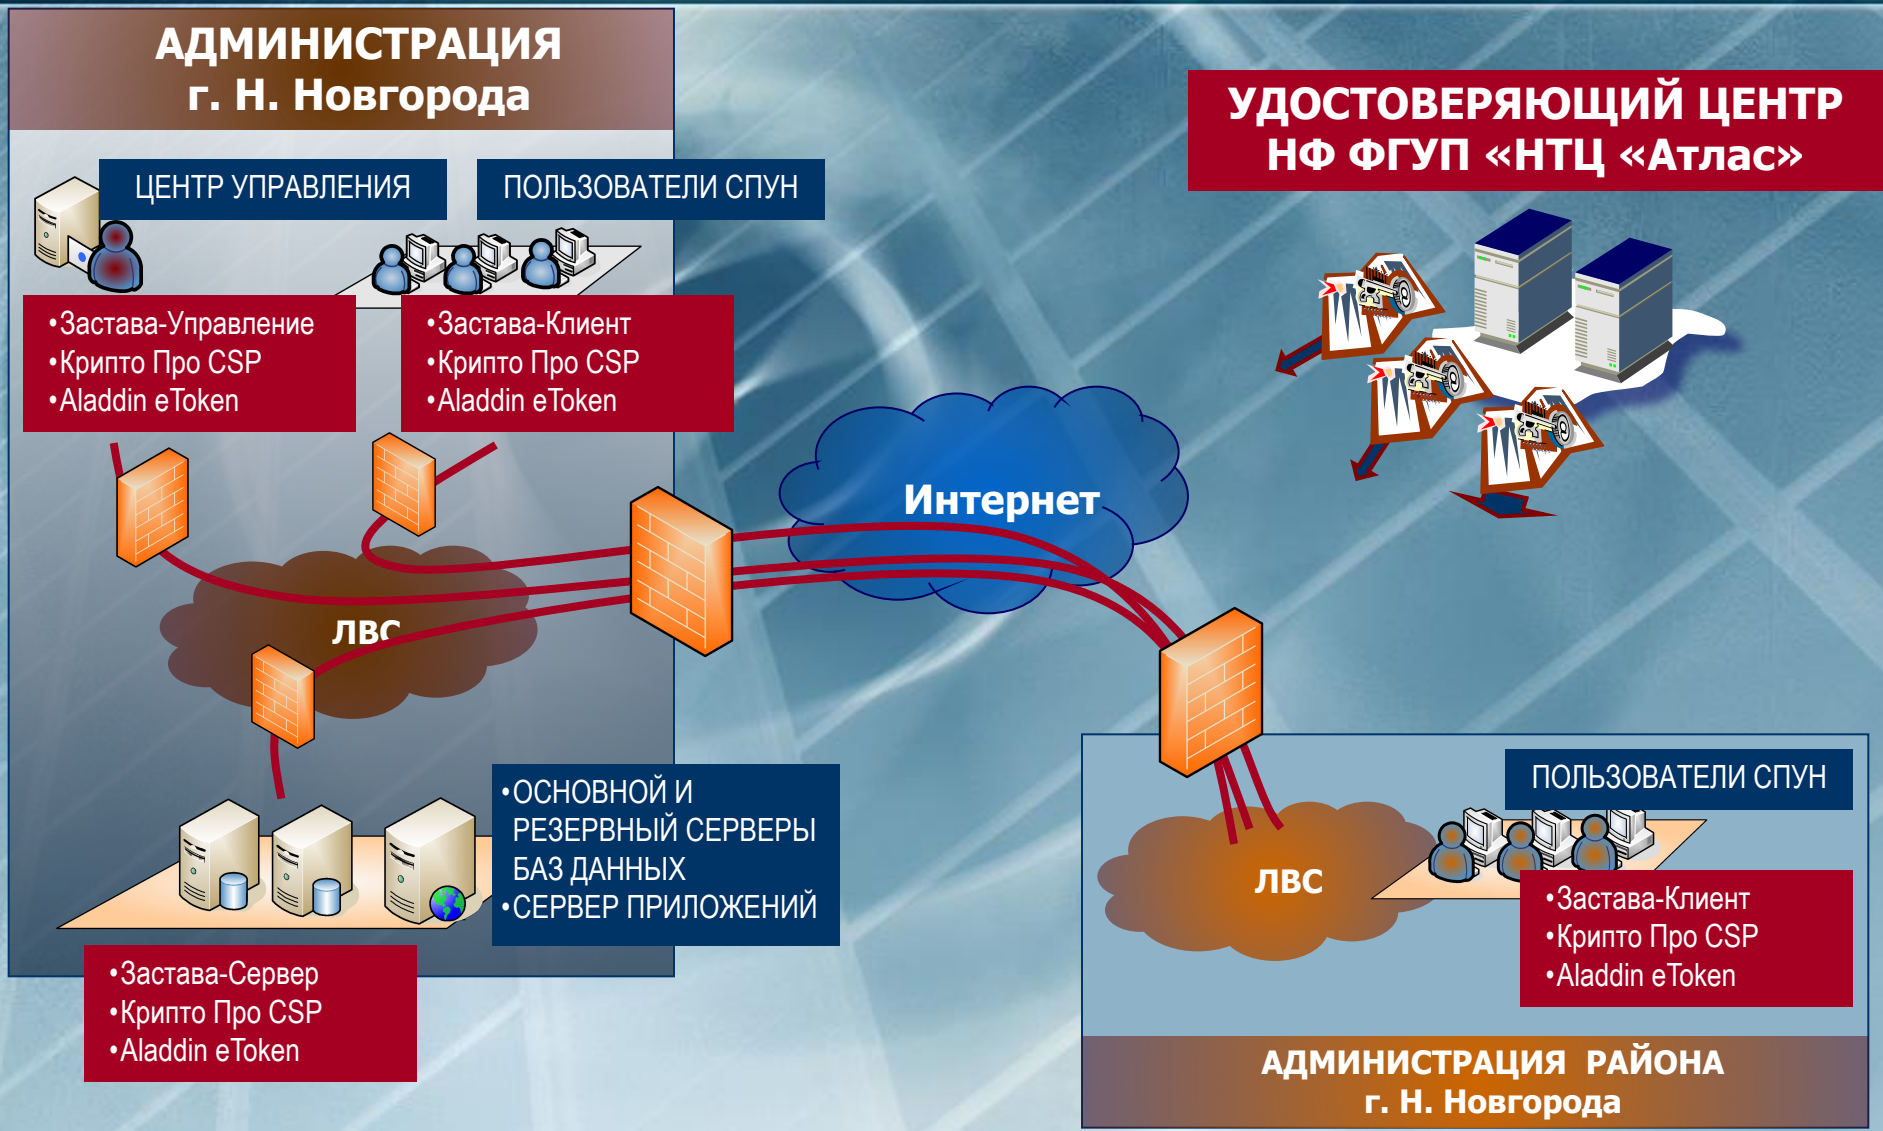 АДМИНИСТРАЦИЯ
г. Н. Новгорода
УДОСТОВЕРЯЮЩИЙ ЦЕНТР
НФ ФГУП «НТЦ «Атлас»
ЦЕНТР УПРАВЛЕНИЯ
ПОЛЬЗОВАТЕЛИ СПУН
•Застава-Управление
•Крипто Про CSP
•Aladdin eToken
•Застава-Клиент
•Крипто Про CSP
•Aladdin eToken
Интернет
ЛВС
•ОСНОВНОЙ И
РЕЗЕРВНЫЙ СЕРВЕРЫ
БАЗ ДАННЫХ
•СЕРВЕР ПРИЛОЖЕНИЙ
•Застава-Сервер
•Крипто Про CSP
•Aladdin eToken
ПОЛЬЗОВАТЕЛИ СПУН
ЛВС
•Застава-Клиент
•Крипто Про CSP
•Aladdin eToken
АДМИНИСТРАЦИЯ РАЙОНА
г. Н. Новгорода